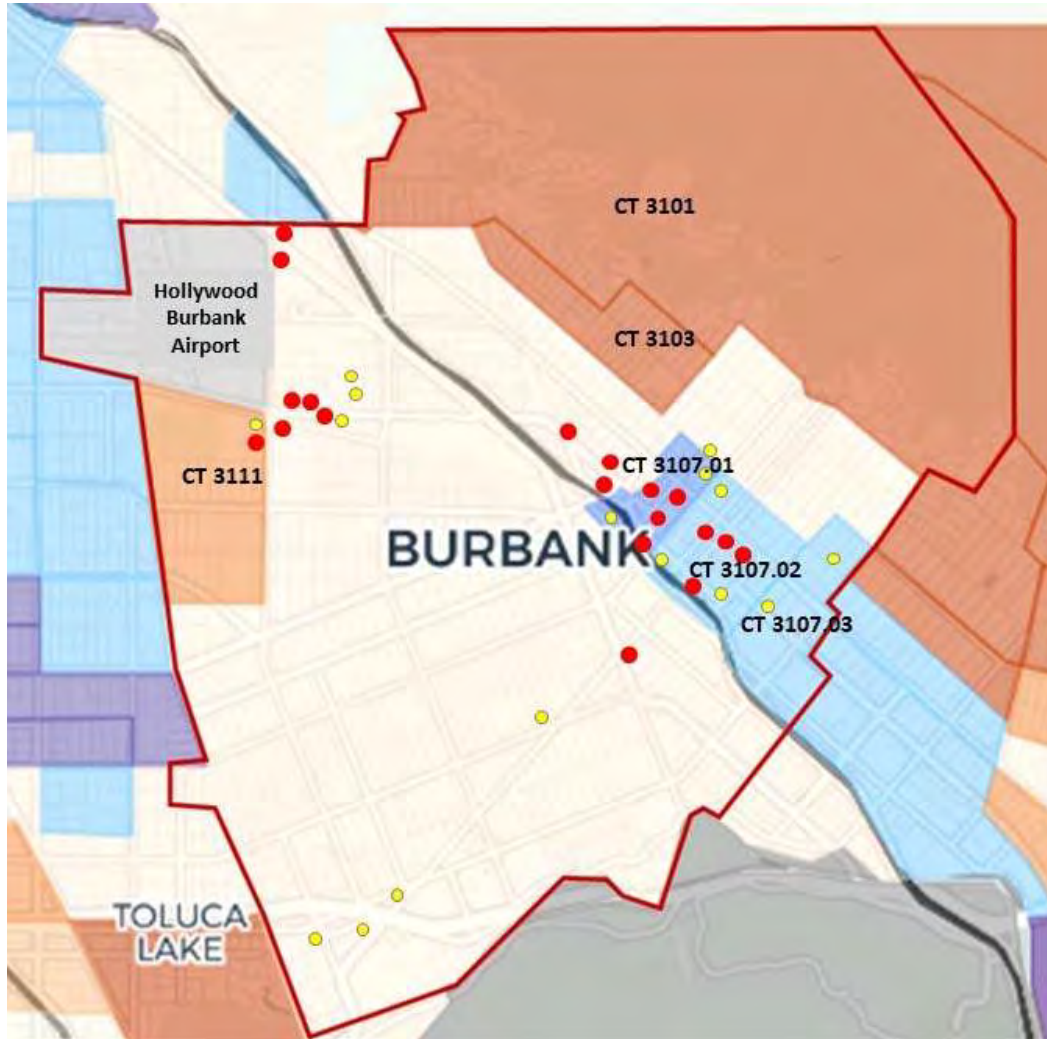 CT 3101
Hollywood
Burbank
Airport
CT 3103
CT 3107.01
CT 3111
BURBANK
CT 3107.02
CT 3107.03
TOLUCA
LAKE